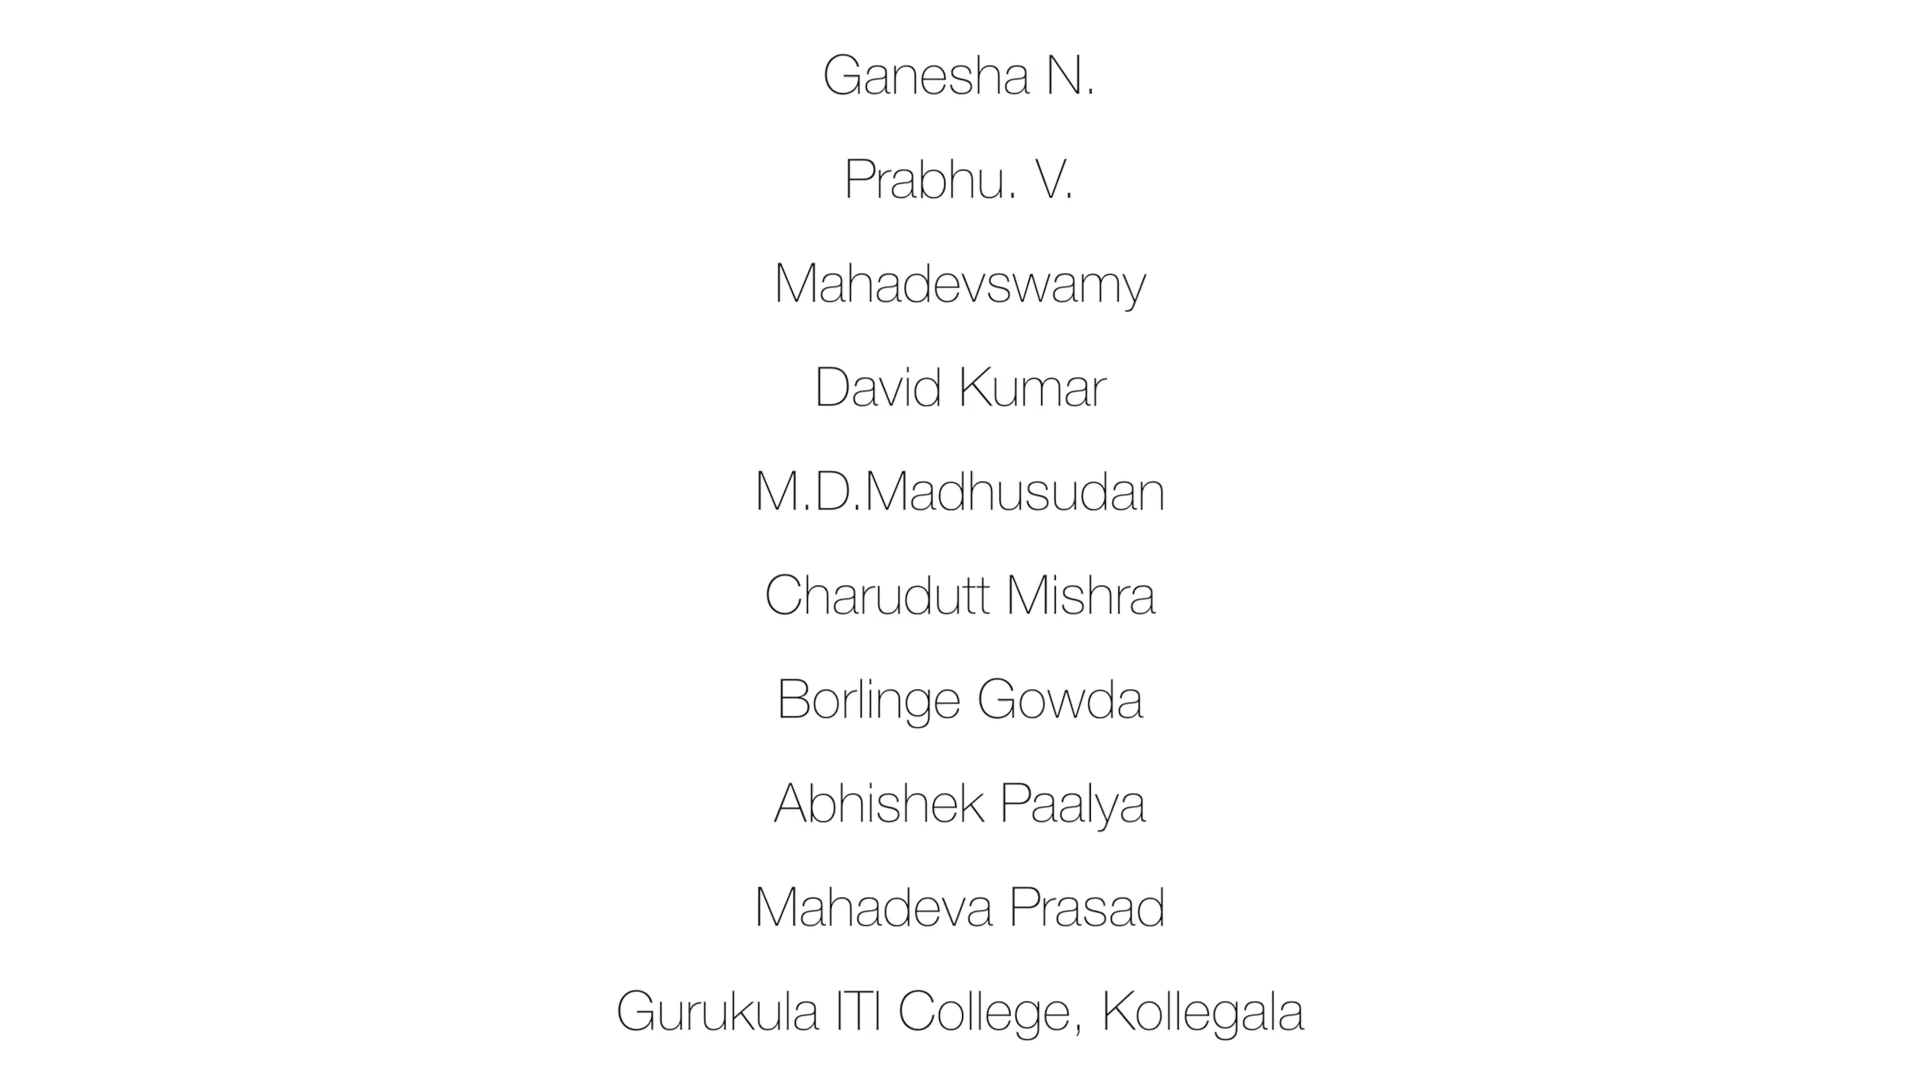 Ganesha N.
Prabhu. V.
Mahadevswamy
David Kumar
M.D.Madhusudan
Charudutt Mishra
Borlinge Gowda
Abhishek Paalya
Mahadeva Prasad
Gurukula ITI College, Kollegala